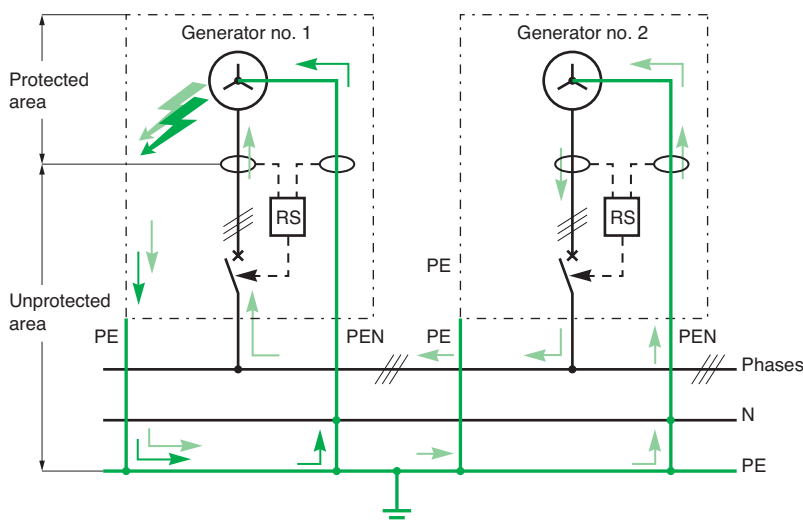 Generator no. 1
Generator no. 2
Protected
area
RS
RS
PE
Unprotected
area
PE
PEN
PE
PEN
Phases
N
PE